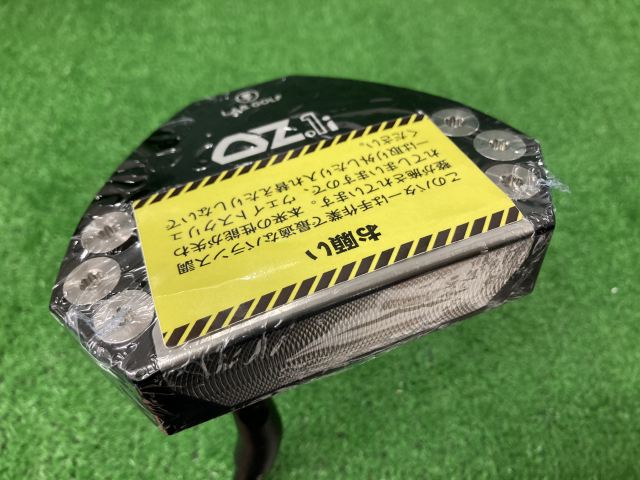 L.A.B. GOLF
OZ.1i
お願い
このパターは手作業で最適なバランス調
整が施されています。本来の性能が失わ
れてしまいますので、ウェイトスクリュ
ーは取り外したり入れ替えたりしないで
ください。